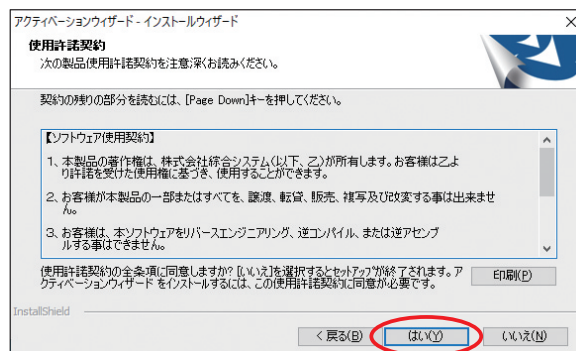 アクティベーションウィザード - インストールウィザード
使用許諾契約
次の製品使用許諾契約を注意深くお読みください。
契約の残りの部分を読むには、[Page Down]キーを押してください。
【ソフトウェア使用契約】
1、本製品の著作権は、株式会社綜合システム(以下、乙)が所有します。お客様は乙よ
り許諾を受けた使用権に基づき、使用することができます。
2、お客様が本製品の一部またはすべてを、譲渡、転貸、販売、複写及び改変する事は出来ませ
ん。
3、お客様は、本ソフトウェアをリバースエンジニアリング、逆コンパイル、または逆アセンブ
ルする事はできません。
使用許諾契約の全条項に同意しますか? [いいえ]を選択するとセットアップが終了されます。ア
クティベーションウィザード をインストールするには、この使用許諾契約に同意が必要です。
印刷(P)
InstallShield
< 戻る(B)
はい(Y)
いいえ(N)